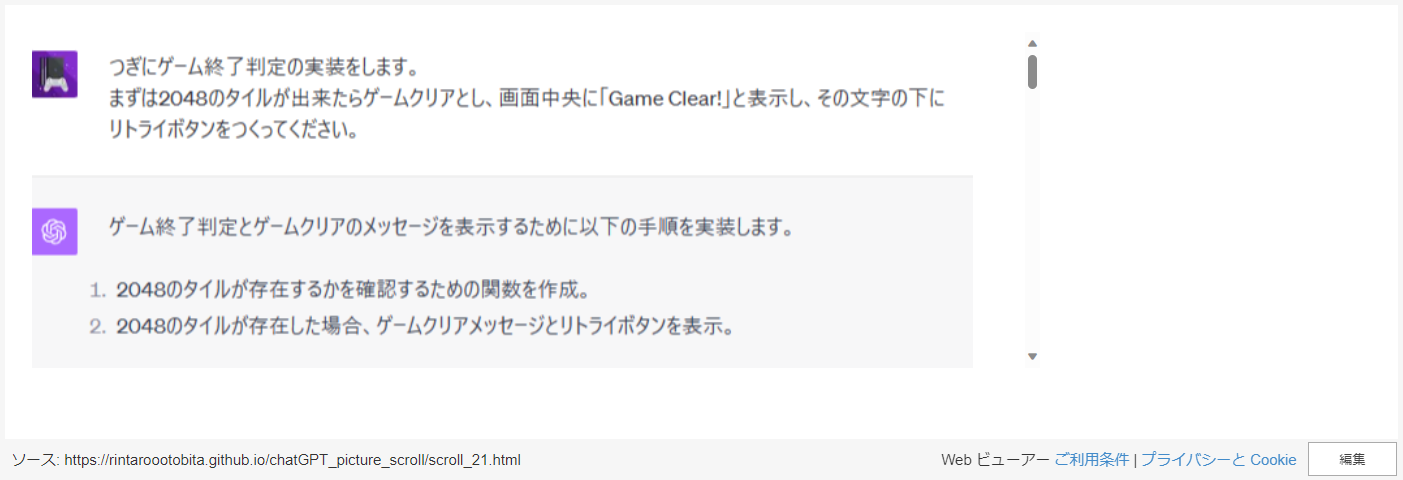 つぎにゲーム終了判定の実装をします。
まずは2048のタイルが出来たらゲームクリアとし、画面中央に「Game Clear!」と表示し、その文字の下に
リトライボタンをつくってください。
ゲーム終了判定とゲームクリアのメッセージを表示するために以下の手順を実装します。
1. 2048のタイルが存在するかを確認するための関数を作成。
2. 2048のタイルが存在した場合、ゲームクリアメッセージとリトライボタンを表示。
ソース: https://rintaroootobita.github.io/chatGPT_picture_scroll/scroll_21.html
Web ビューアー ご利用条件 | プライバシーと Cookie
編集